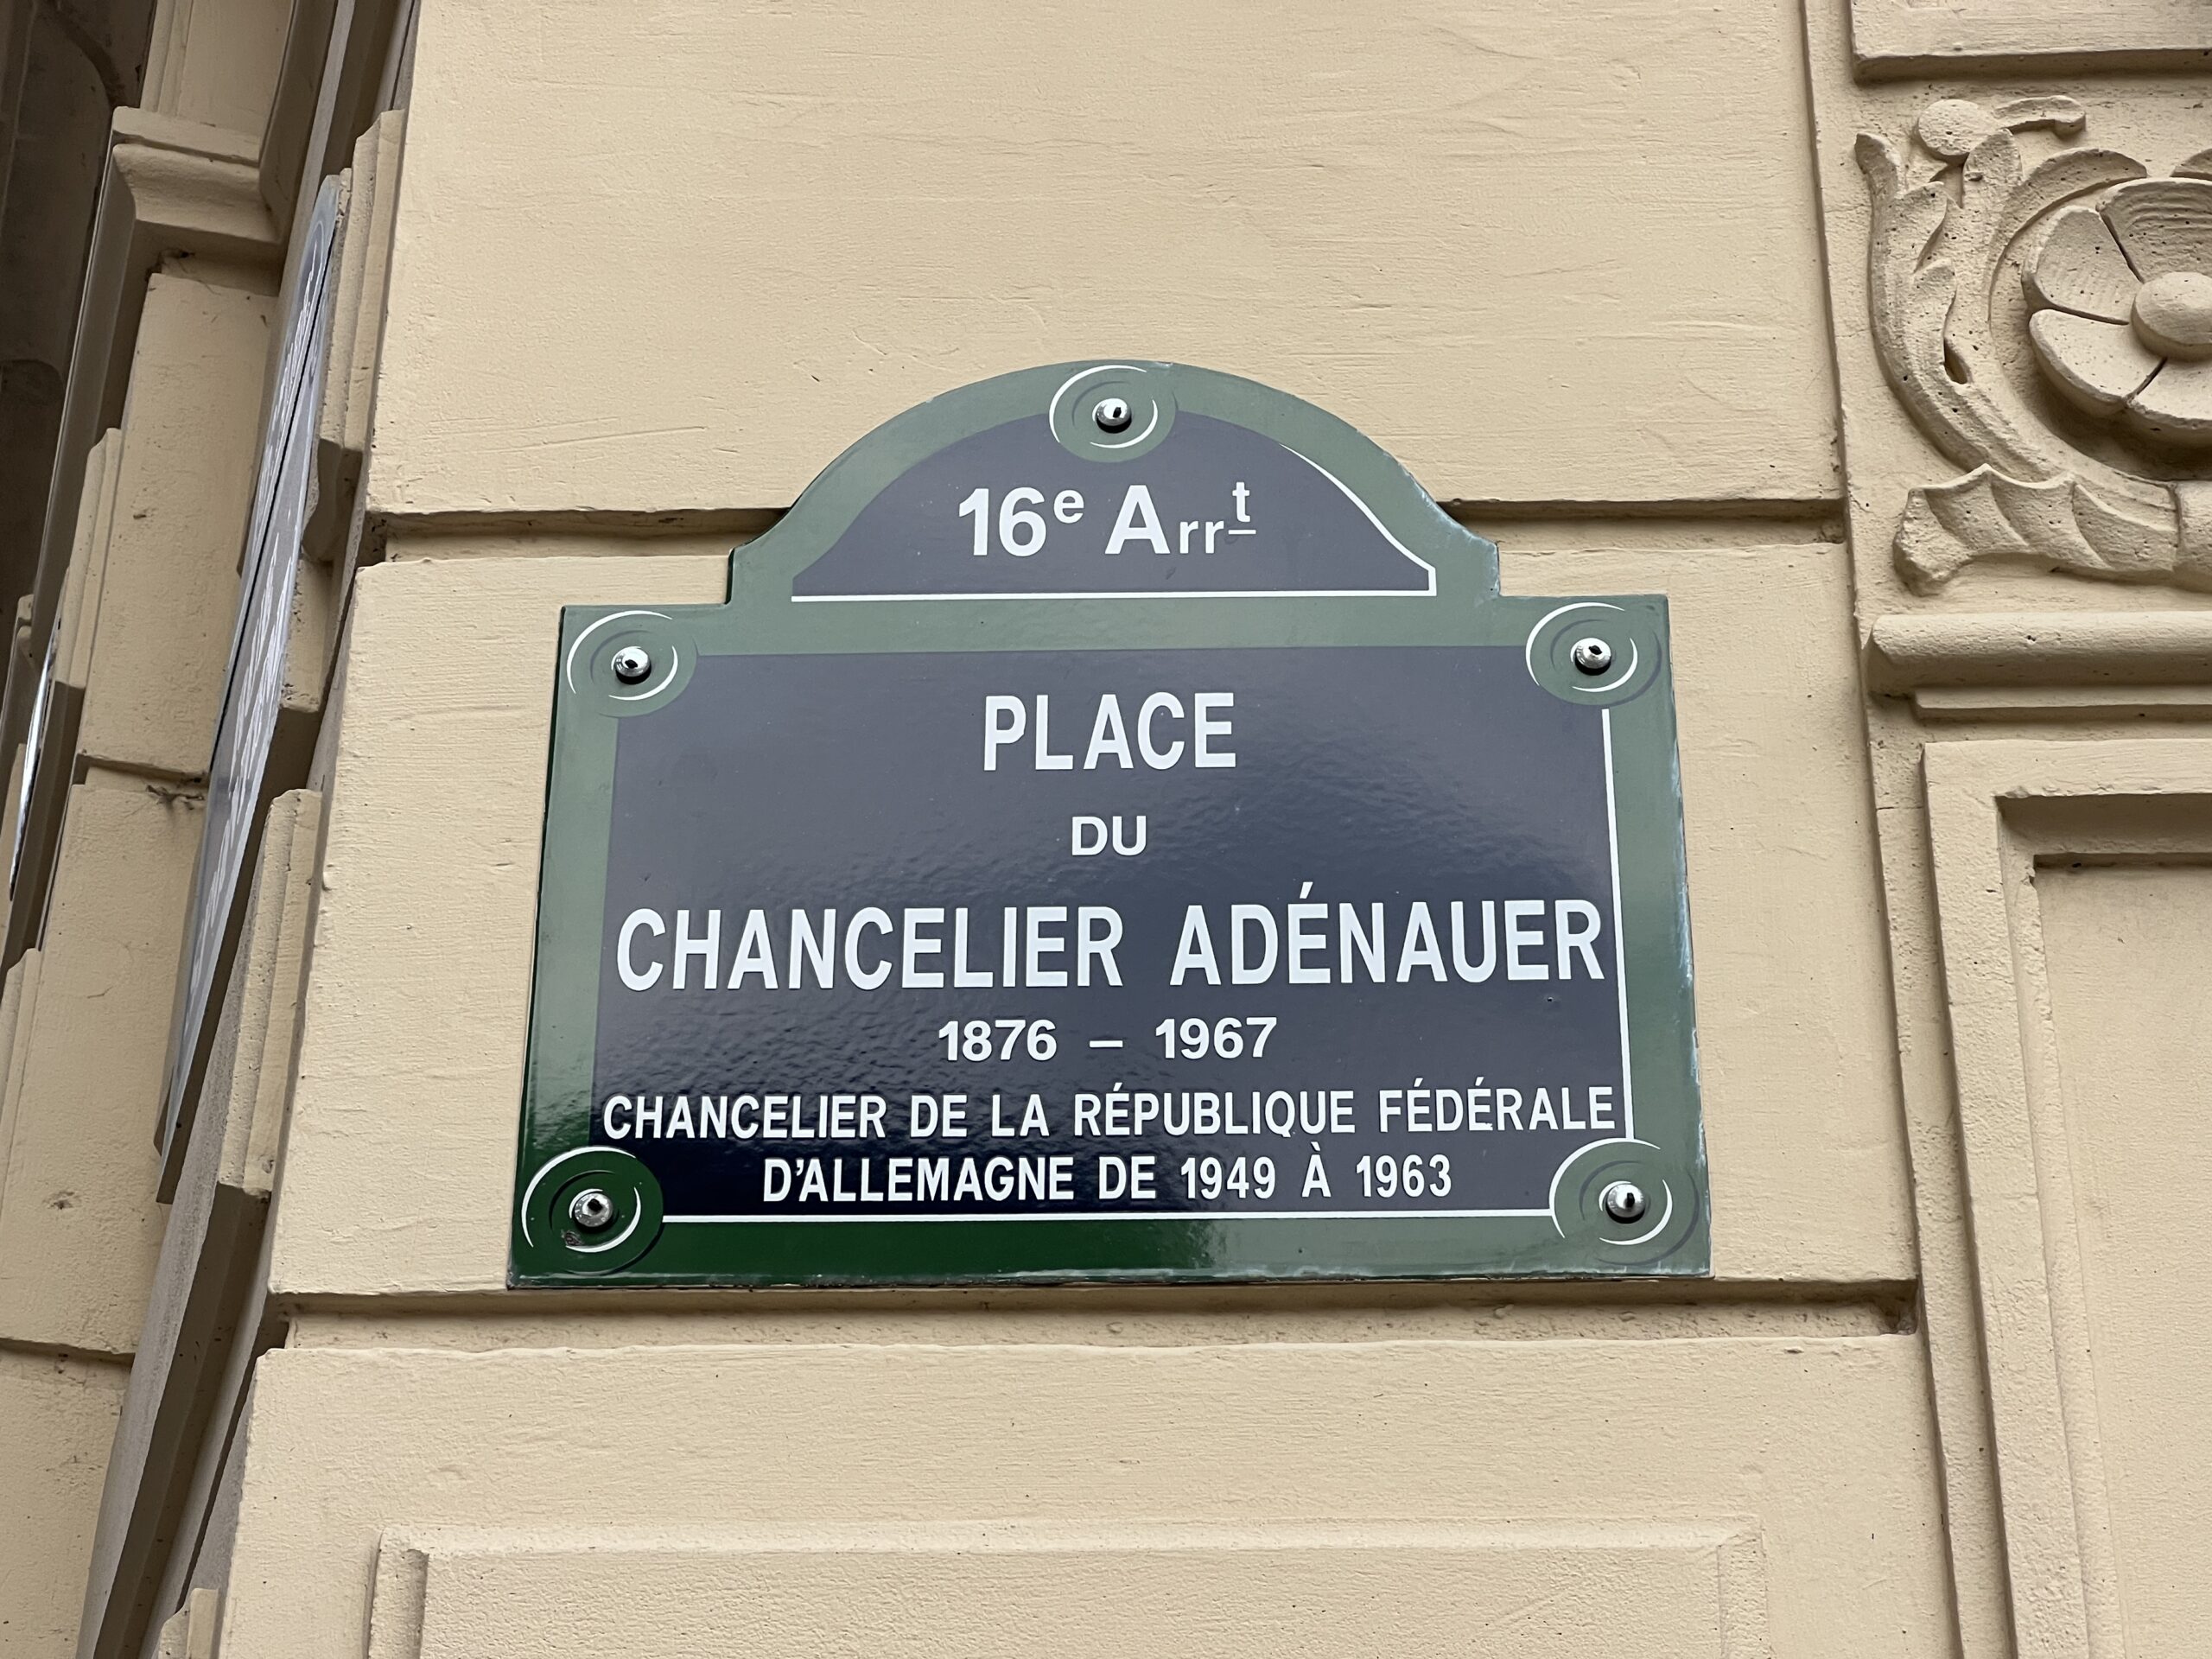 16e Arrt
PLACE
DU
CHANCELIER ADÉNAUER
1876 – 1967
CHANCELIER DE LA RÉPUBLIQUE FÉDÉRALE
D'ALLEMAGNE DE 1949 À 1963